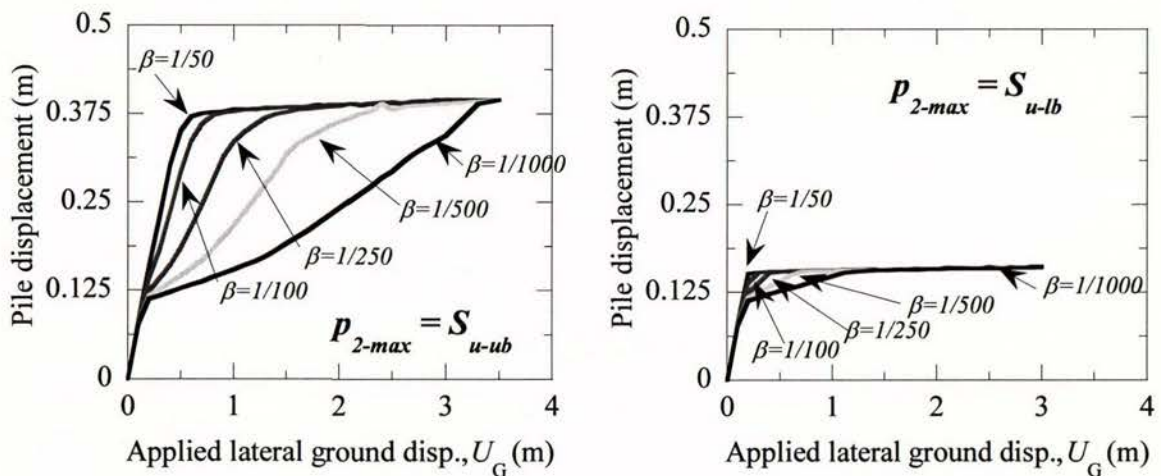 0.5
0.375
0.25
0.125
0
Pile displacement (m)
β=1/50
β=1/1000
β=1/500
β=1/250
β=1/100
p2-max = Su-ub
0 1 2 3 4
Applied lateral ground disp., UG (m)
0.5
0.375
0.25
0.125
0
Pile displacement (m)
p2-max = Su-lb
β=1/50
β=1/1000
β=1/500
β=1/250
β=1/100
0 1 2 3 4
Applied lateral ground disp., UG (m)